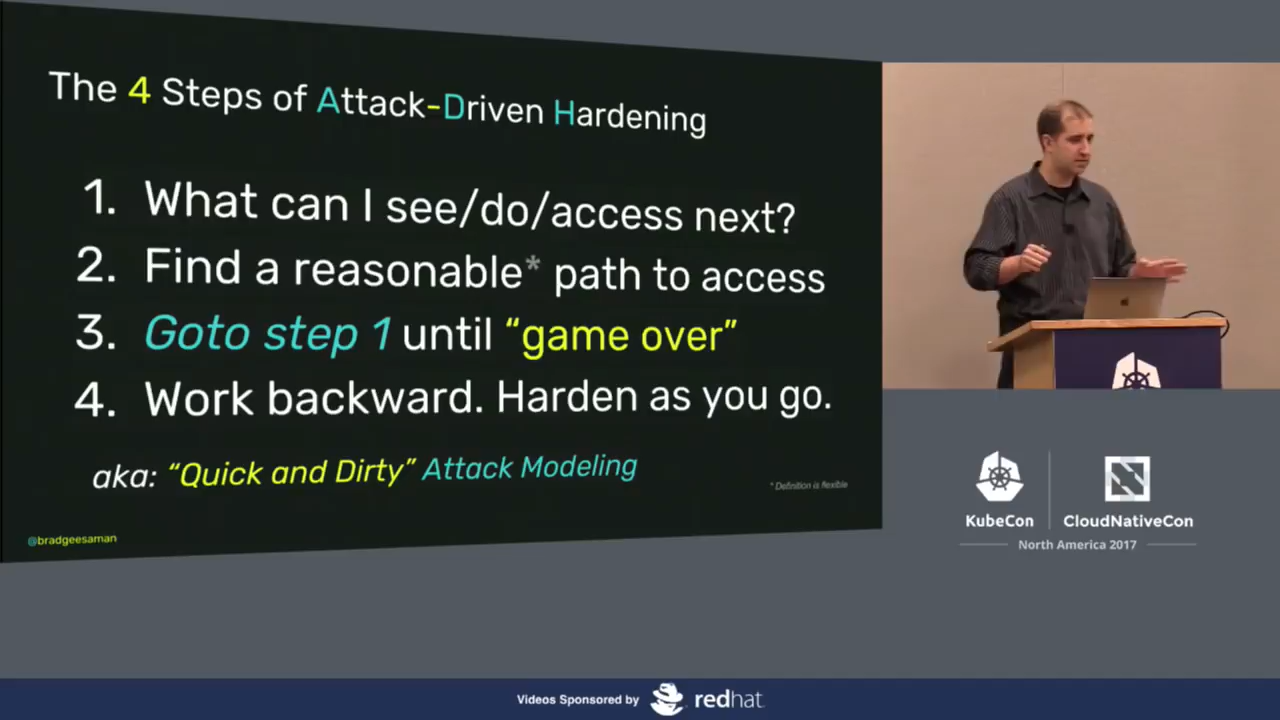 The 4 Steps of Attack-Driven Hardening
1. What can I see/do/access next?
2. Find a reasonable* path to access
3. Goto step 1 until “game over”
4. Work backward. Harden as you go.
aka: “Quick and Dirty” Attack Modeling
* Definition is flexible
@bradgeesaman
KubeCon
CloudNativeCon
North America 2017
Videos Sponsored by
redhat